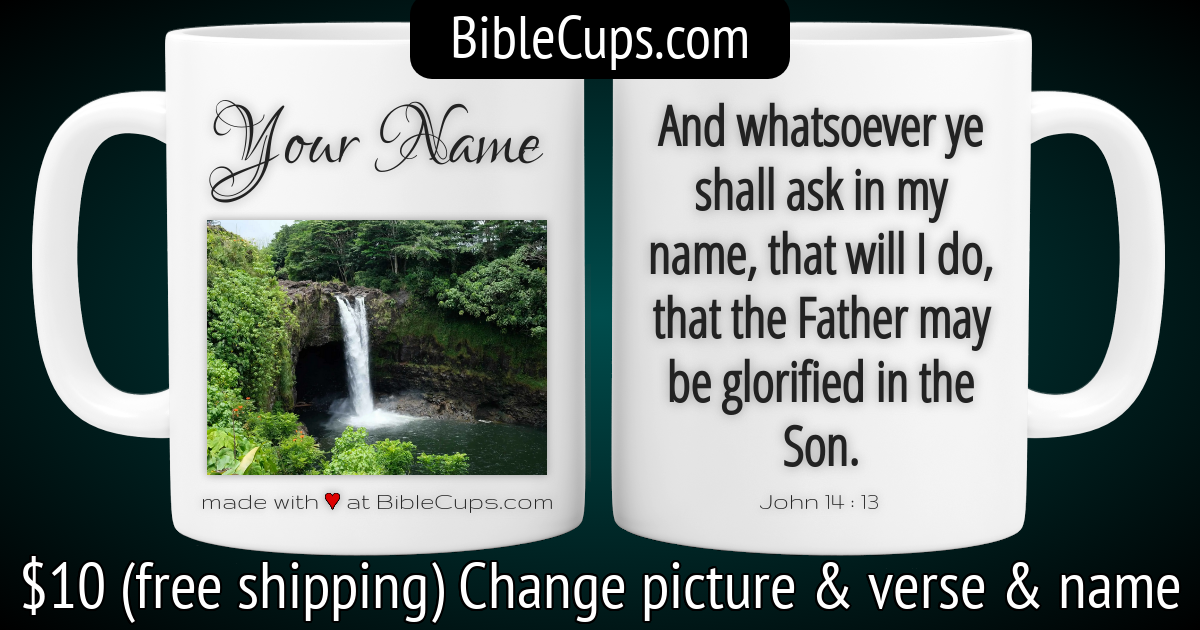 BibleCups.com
Your Name
made with ♥ at BibleCups.com
And whatsoever ye
shall ask in my
name, that will I do,
that the Father may
be glorified in the
Son.
John 14 : 13
$10 (free shipping) Change picture & verse & name